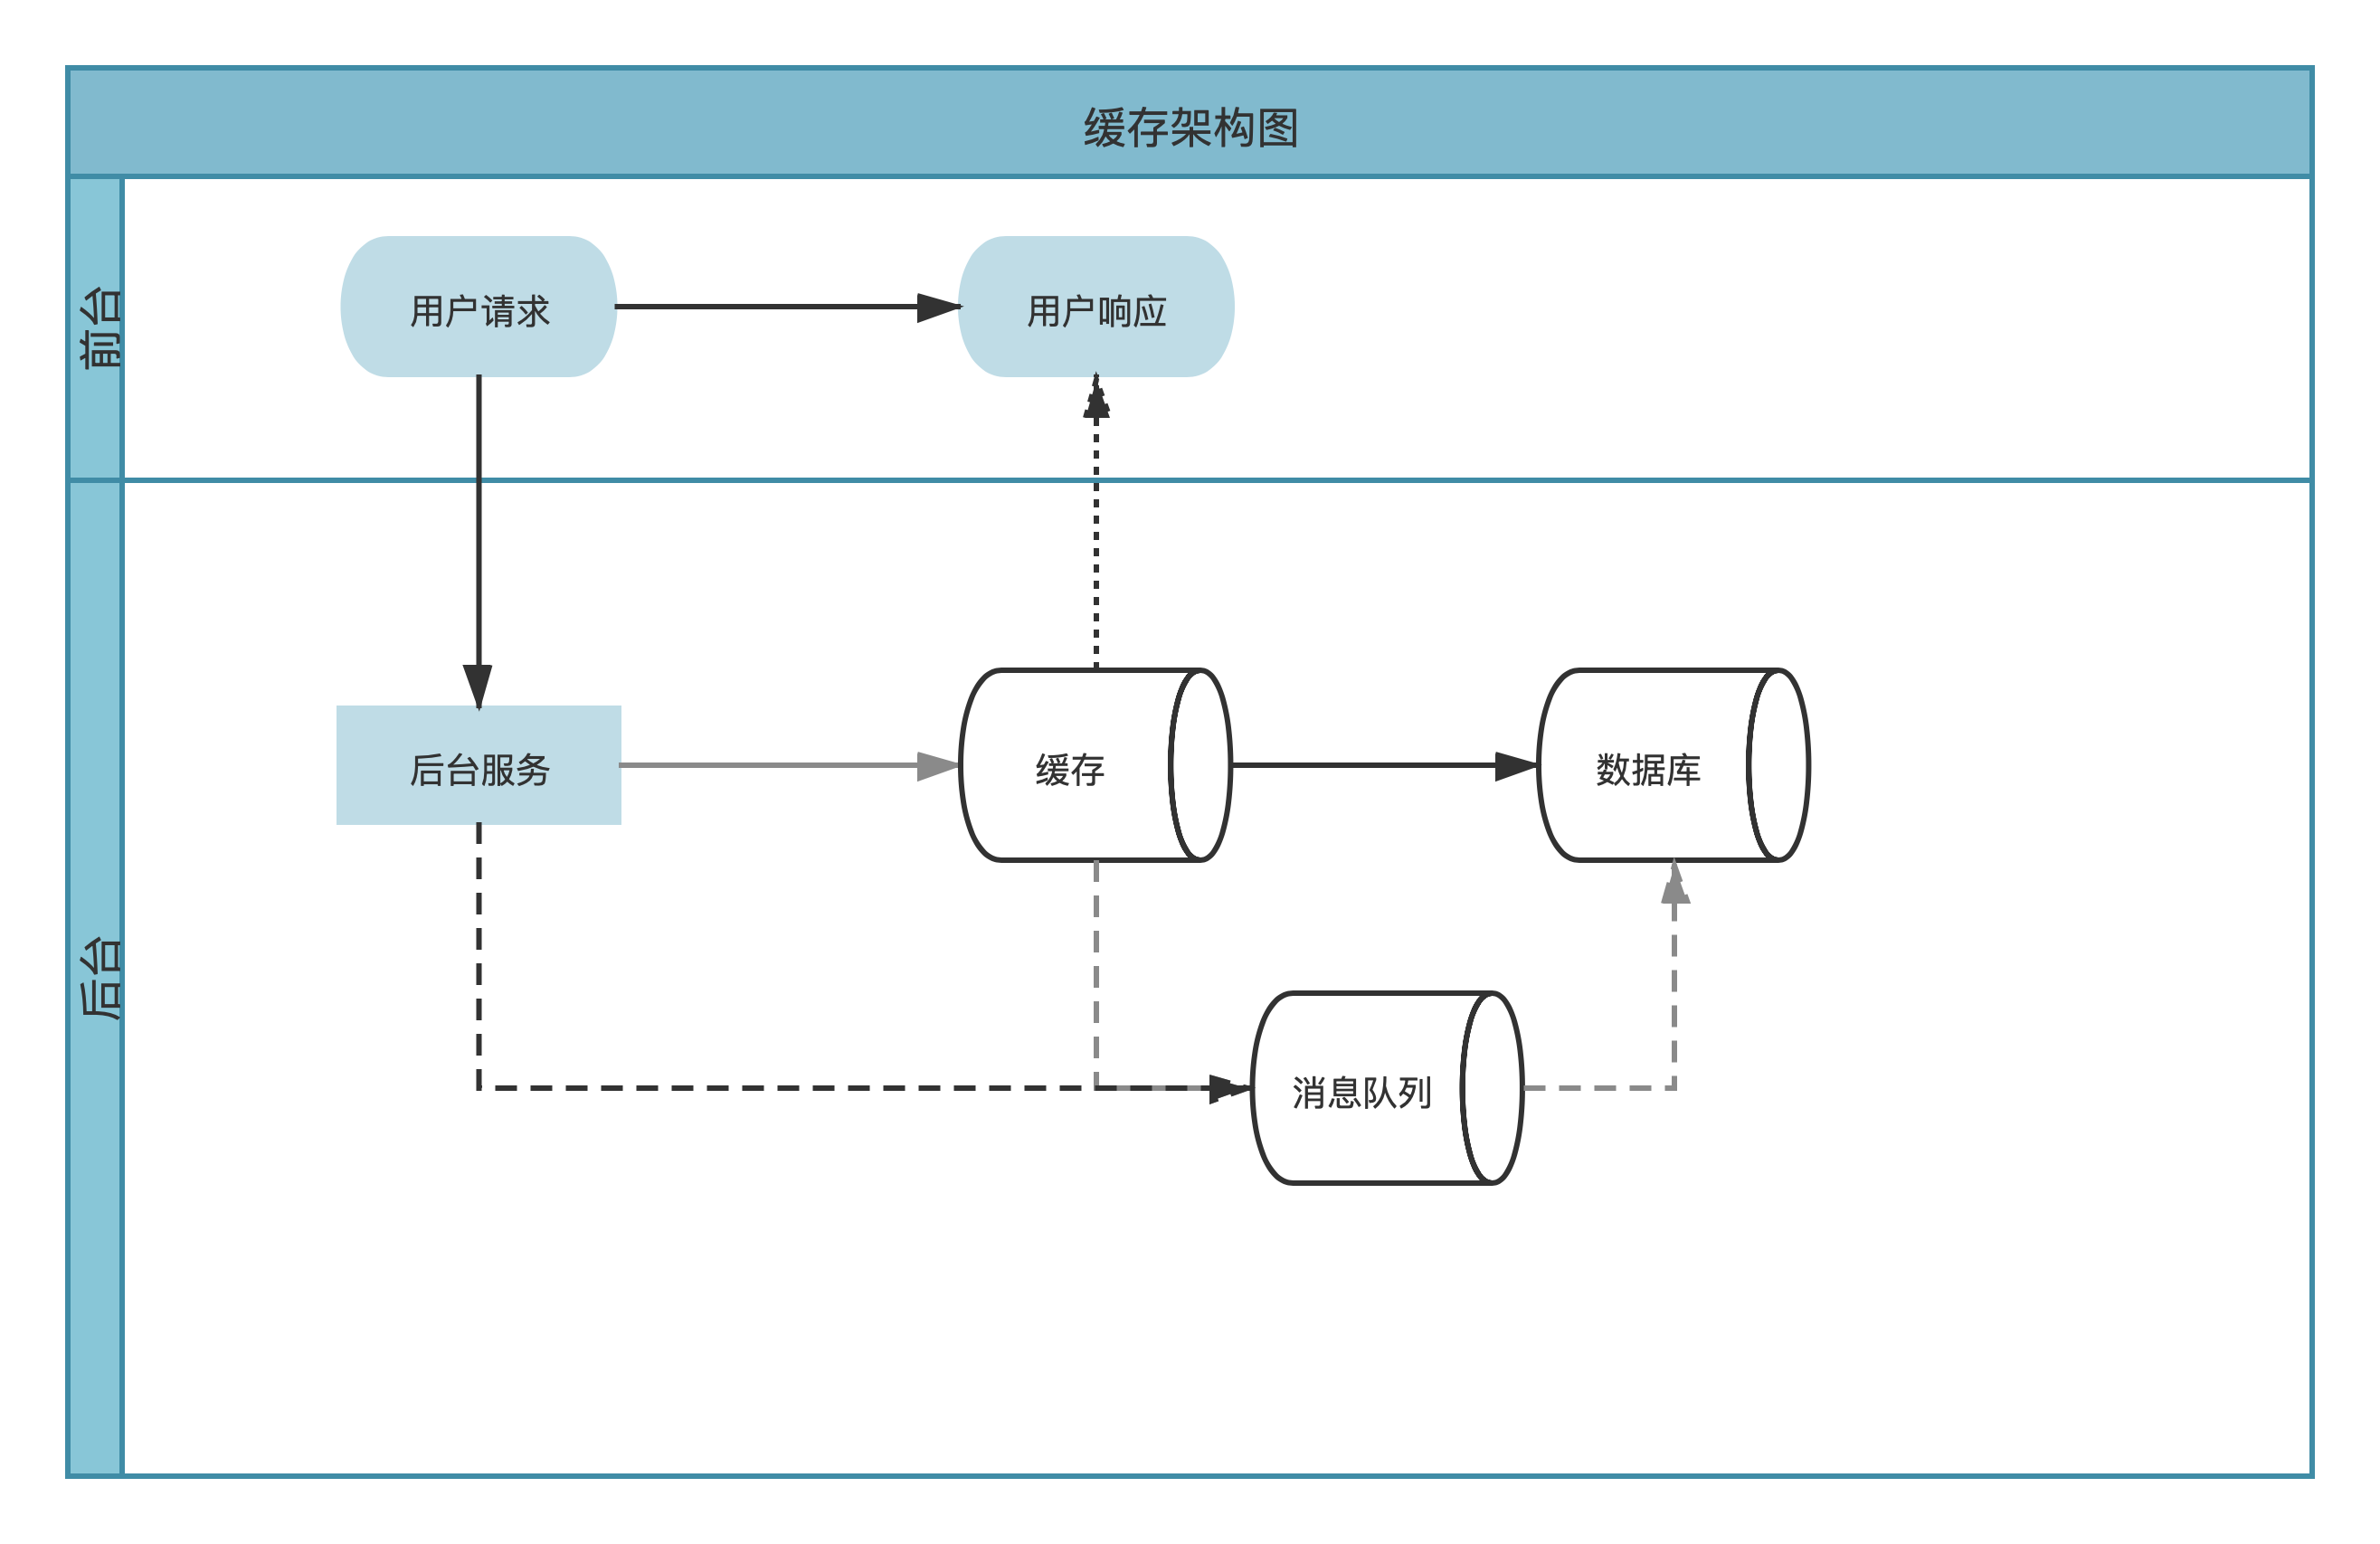 缓存架构图
前台
用户请求
用户响应
后台
后台服务
缓存
数据库
消息队列